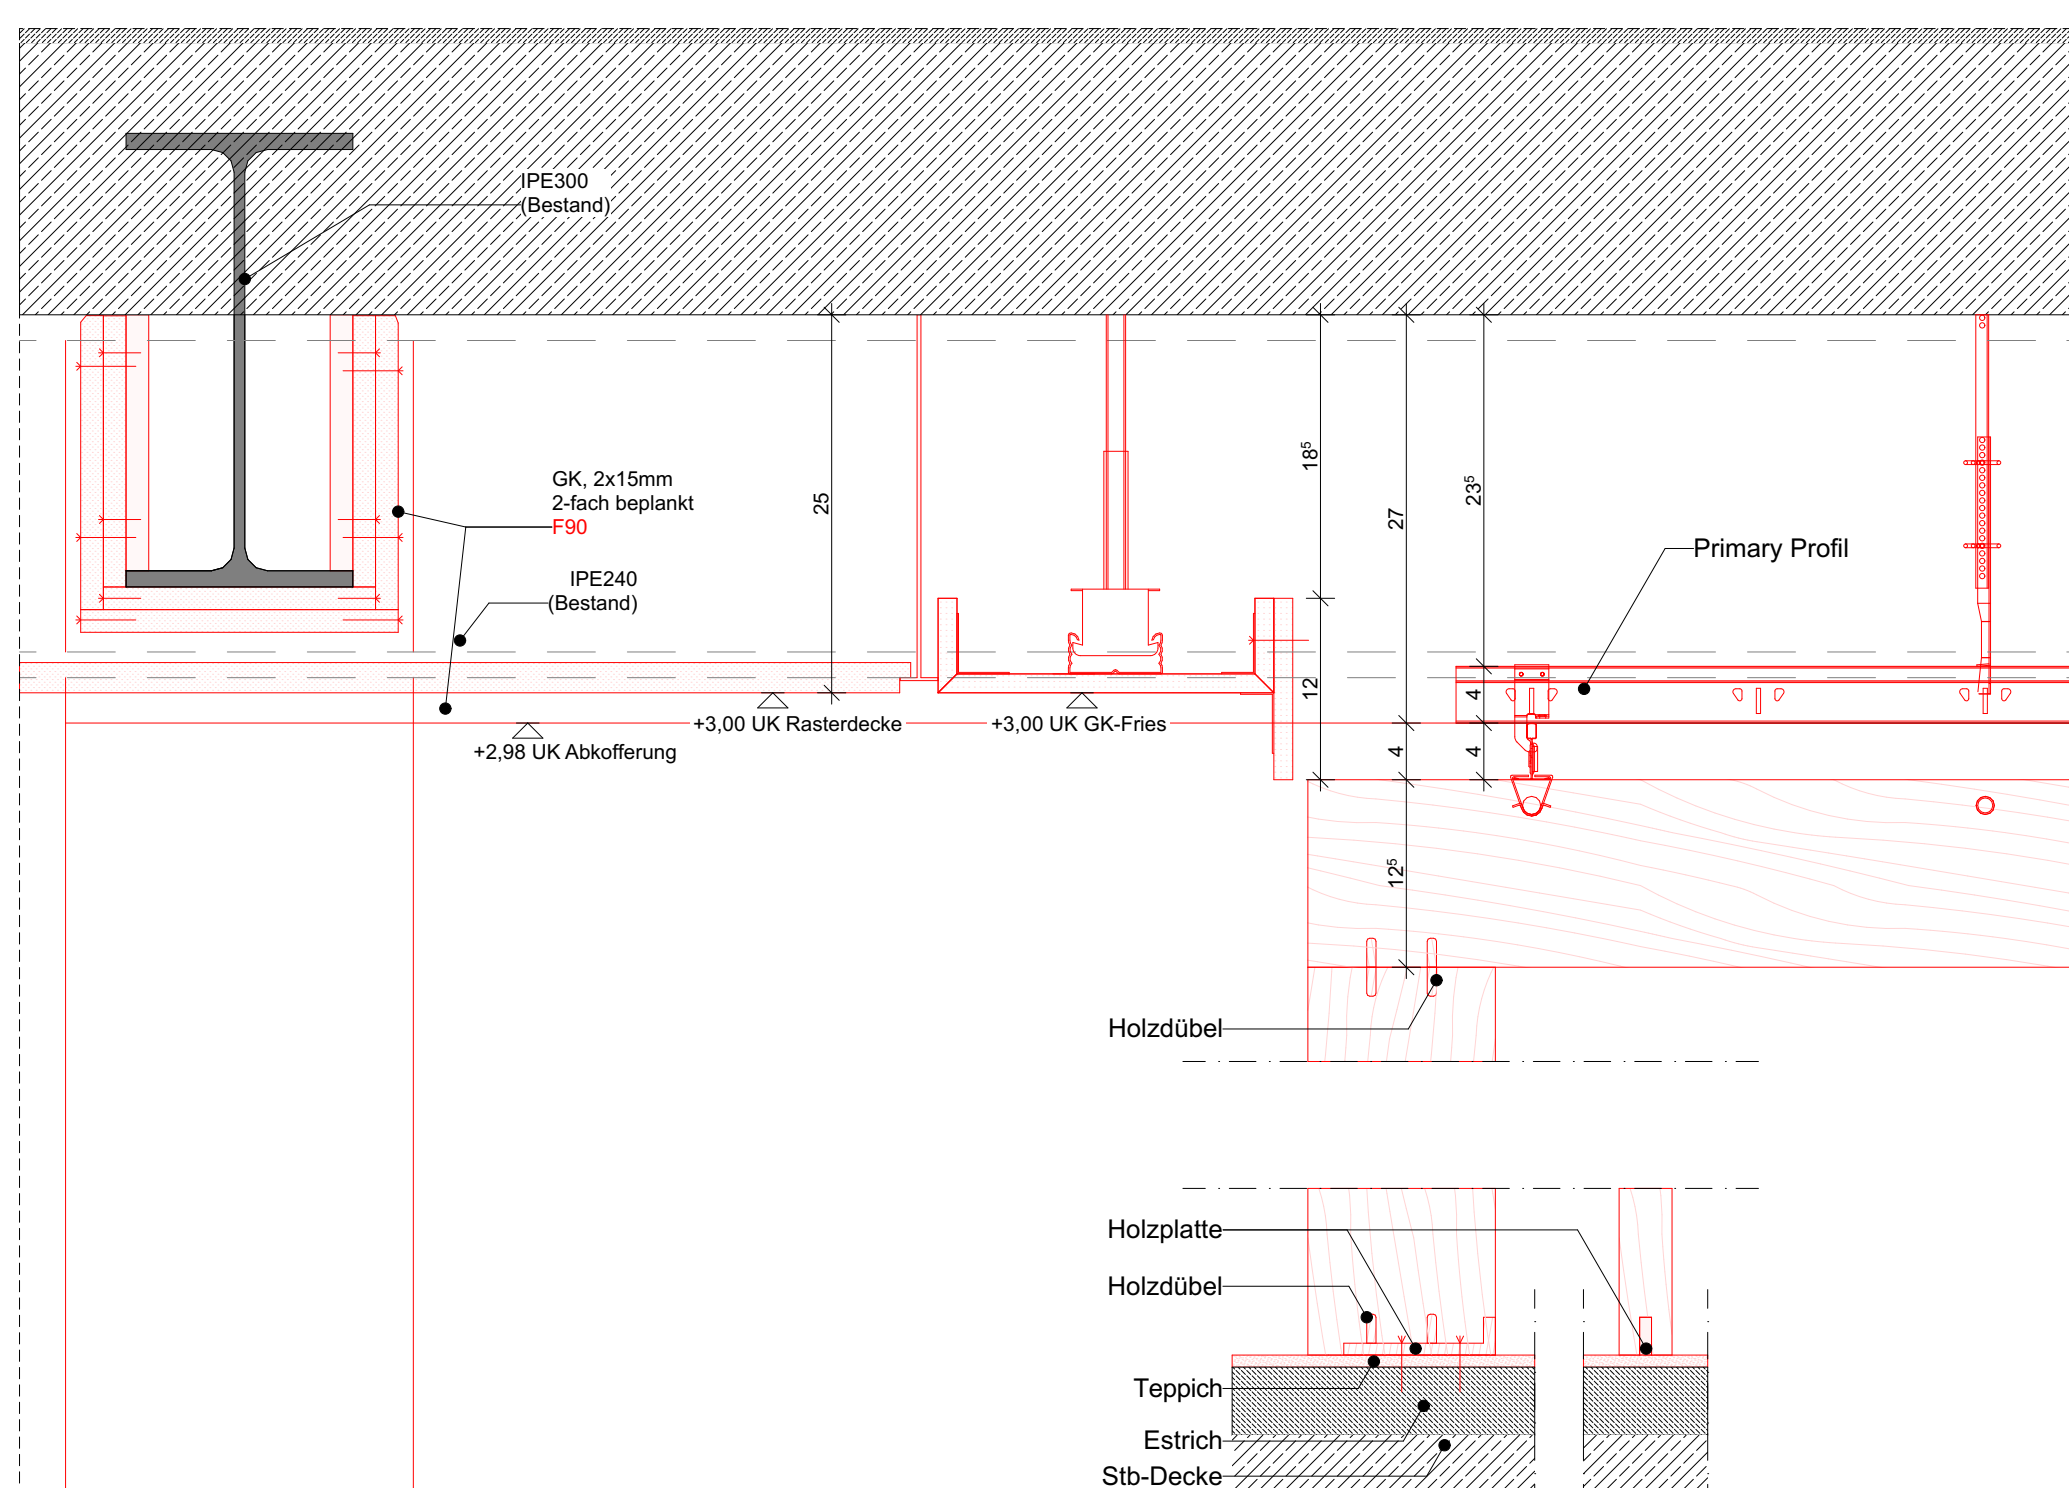 IPE300
(Bestand)
GK, 2x15mm
2-fach beplankt
F90
IPE240
(Bestand)
25
18⁵
27
23⁵
Primary Profil
12
4
4
4
+3,00 UK Rasterdecke
+3,00 UK GK-Fries
+2,98 UK Abkofferung
12⁵
Holzdübel
Holzplatte
Holzdübel
Teppich
Estrich
Stb-Decke